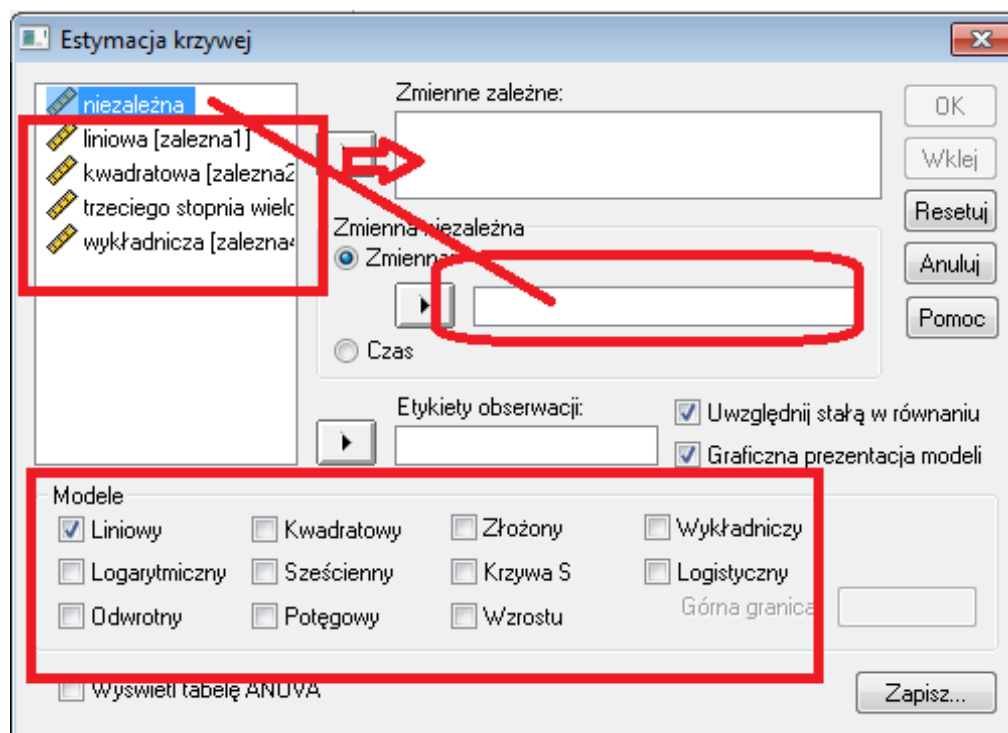 Estymacja krzywej
niezależna
liniowa [zalezna1]
kwadratowa [zalezna2
trzeciego stopnia wielo
wykładnicza [zalezna4
Zmienne zależne:
Zmienna niezależna
Zmienna
Czas
Etykiety obserwacji:
OK
Wklej
Resetuj
Anuluj
Pomoc
Uwzględnij stałą w równaniu
Graficzna prezentacja modeli
Modele
Liniowy Kwadratowy Złożony Wykładniczy
Logarytmiczny Sześcienny Krzywa S Logistyczny
Odwrotny Potęgowy Wzrostu Górna granica
Wyświetl tabelę ANOVA
Zapisz...